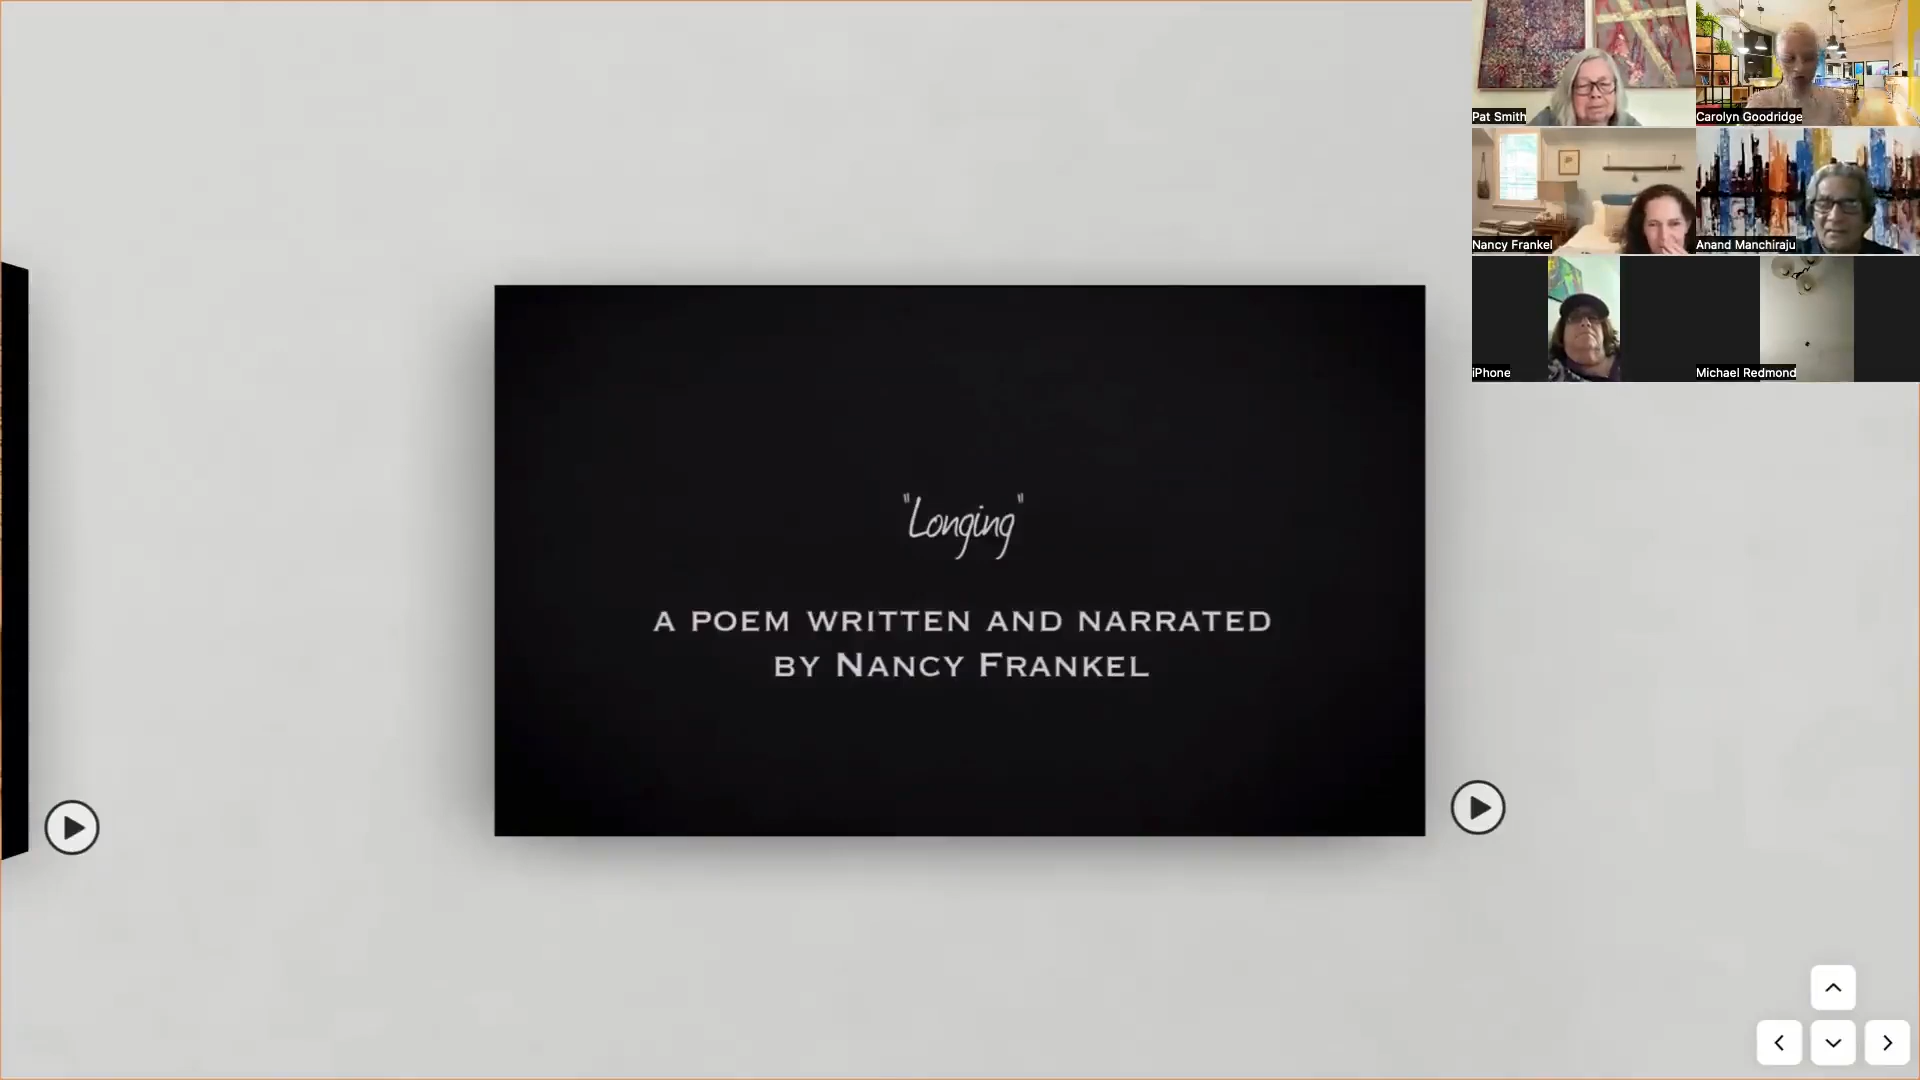 Pat Smith
Carolyn Goodridge
Nancy Frankel
Anand Manchiraju
iPhone
Michael Redmond
"Longing"
A POEM WRITTEN AND NARRATED
BY NANCY FRANKEL